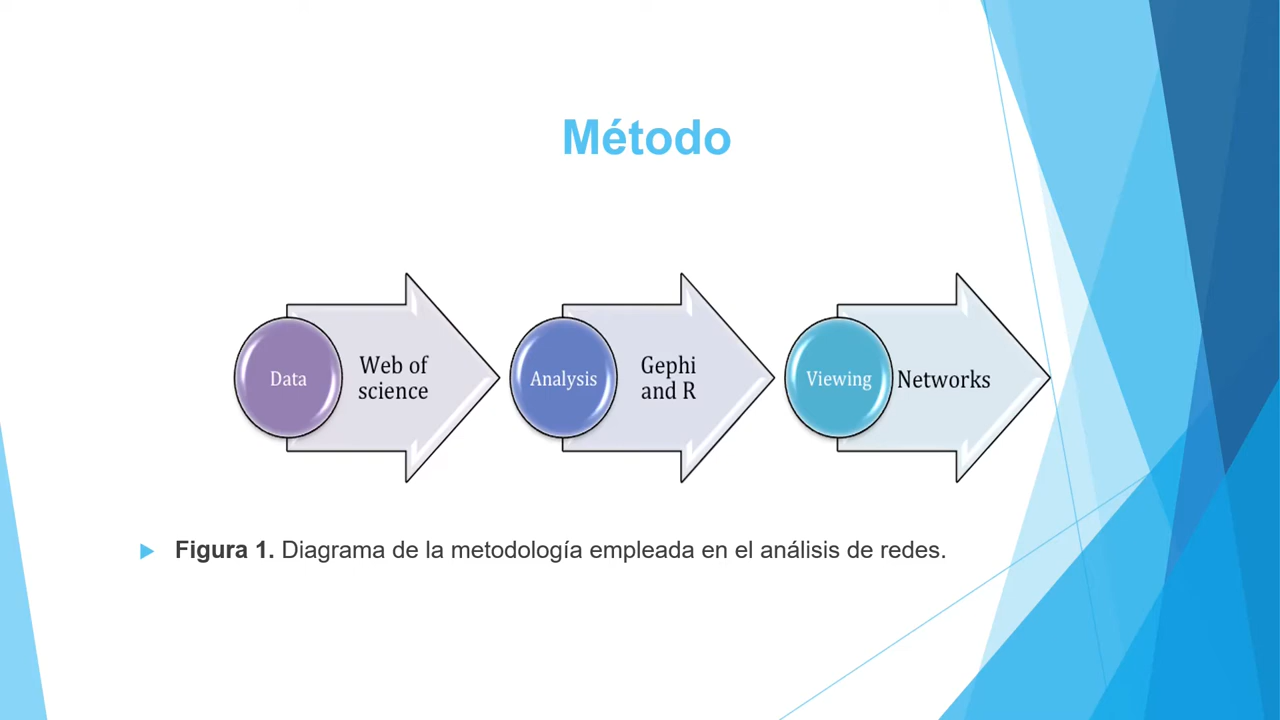 Método
Data
Web of
science
Analysis
Gephi
and R
Viewing
Networks
Figura 1. Diagrama de la metodología empleada en el análisis de redes.